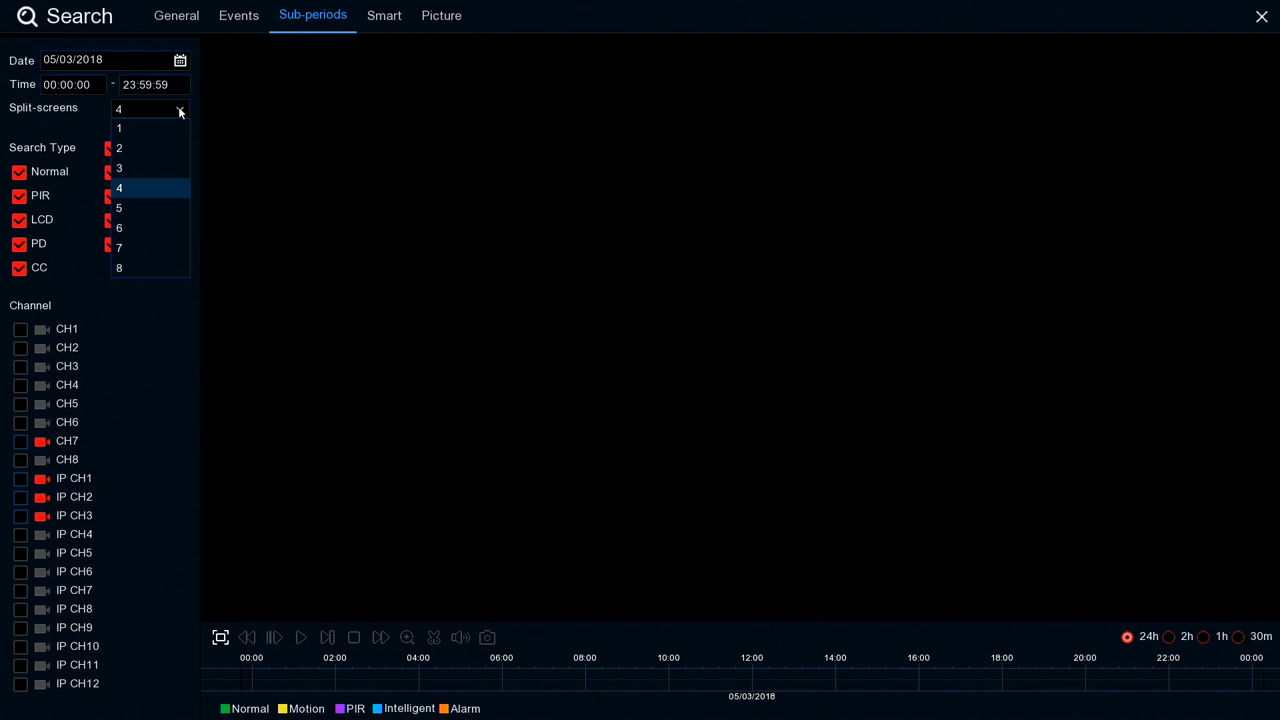 Search General Events Sub-periods Smart Picture
Date 05/03/2018
Time 00:00:00 - 23:59:59
Split-screens 4
1
2
3
4
5
6
7
8
Search Type
Normal
PIR
LCD
PD
CC
Channel
CH1
CH2
CH3
CH4
CH5
CH6
CH7
CH8
IP CH1
IP CH2
IP CH3
IP CH4
IP CH5
IP CH6
IP CH7
IP CH8
IP CH9
IP CH10
IP CH11
IP CH12
24h 2h 1h 30m
00:00 02:00 04:00 06:00 08:00 10:00 12:00 14:00 16:00 18:00 20:00 22:00 00:00
05/03/2018
Normal Motion PIR Intelligent Alarm